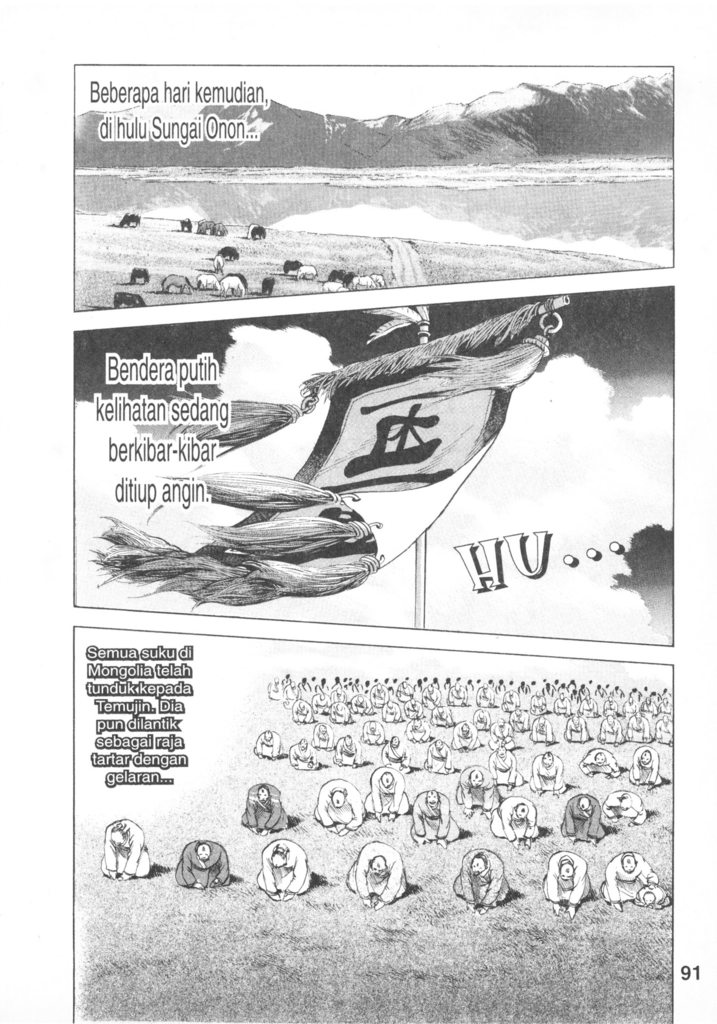 Beberapa hari kemudian,
di hulu Sungai Onon...
Bendera putih
kelihatan sedang
berkibar-kibar
ditiup angin.
HU...
Semua suku di
Mongolia telah
tunduk kepada
Temujin. Dia
pun dilantik
sebagai raja
tartar dengan
gelaran...
91